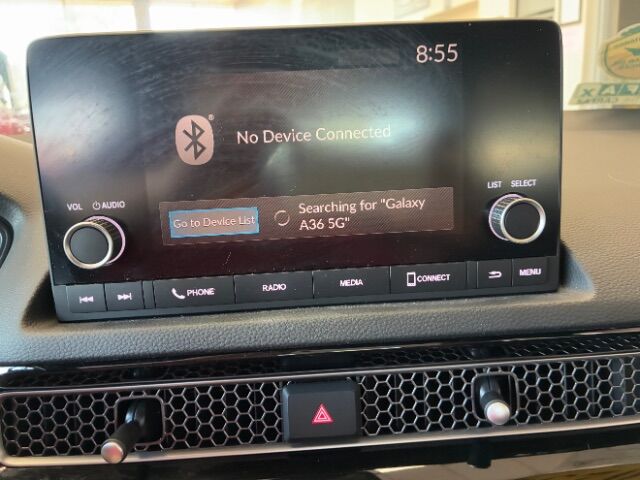 8:55
No Device Connected
Go to Device List
Searching for "Galaxy
A36 5G"
VOL
AUDIO
LIST
SELECT
PHONE
RADIO
MEDIA
CONNECT
MENU